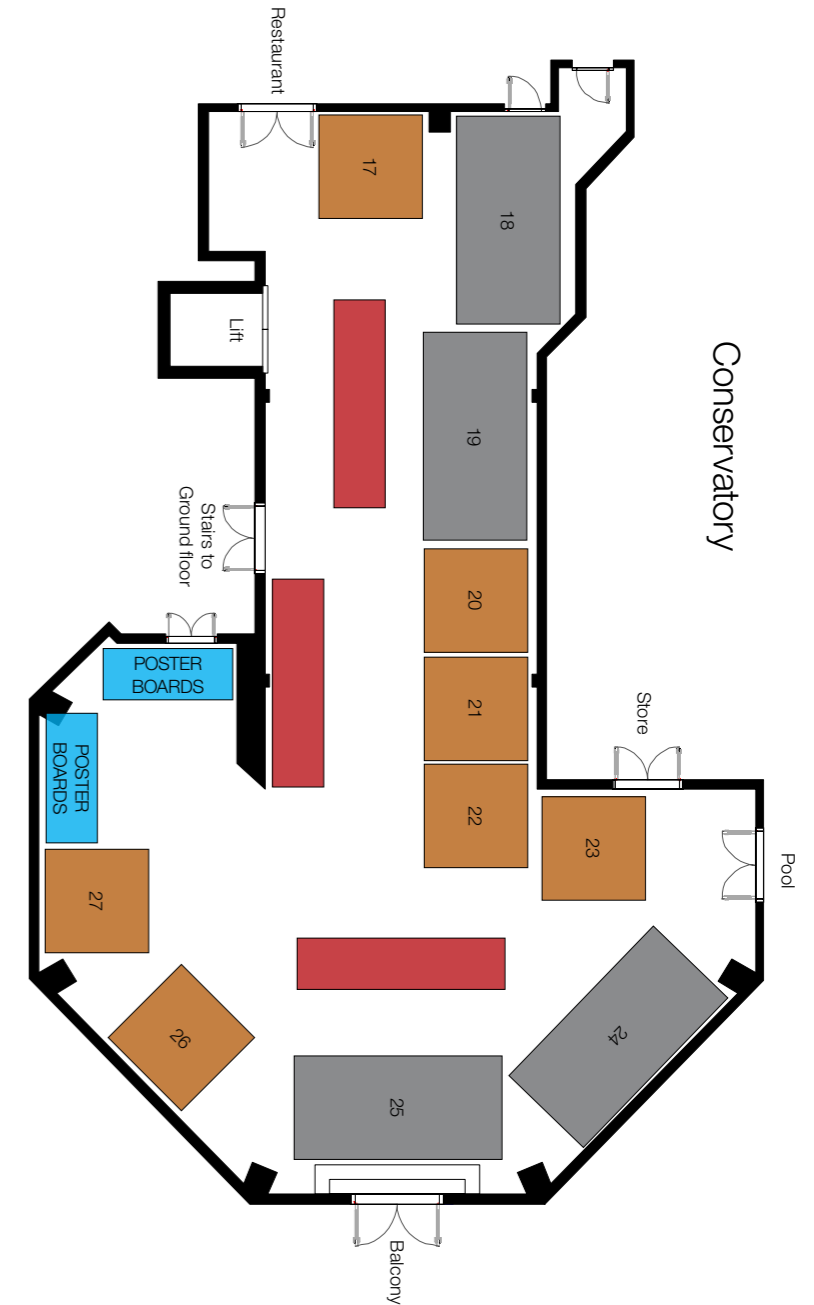 Restaurant
17
18
Lift
Conservatory
19
Stairs to
Ground floor
20
POSTER
BOARDS
21
Store
POSTER
BOARDS
22
23
Pool
27
24
26
25
Balcony